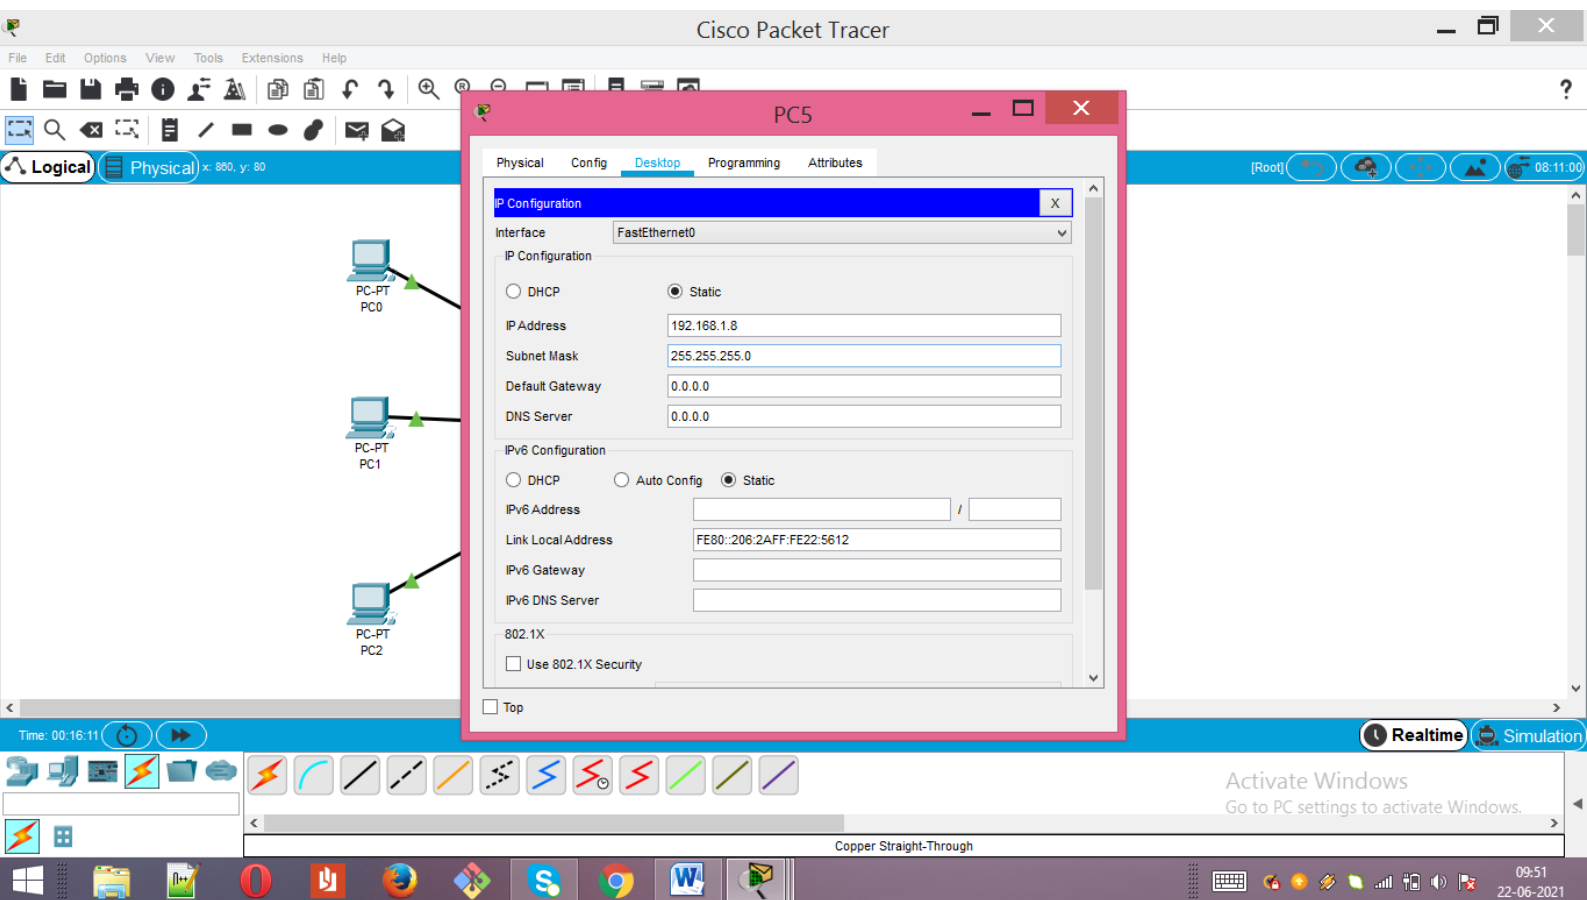 Cisco Packet Tracer
File Edit Options View Tools Extensions Help
?
PC5
Logical Physical x: 860, y: 80
[Root] 08:11:00
Physical Config Desktop Programming Attributes
IP Configuration X
Interface FastEthernet0
IP Configuration
DHCP Static
IP Address 192.168.1.8
Subnet Mask 255.255.255.0
Default Gateway 0.0.0.0
DNS Server 0.0.0.0
IPv6 Configuration
DHCP Auto Config Static
IPv6 Address /
Link Local Address FE80::206:2AFF:FE22:5612
IPv6 Gateway
IPv6 DNS Server
802.1X
Use 802.1X Security
Top
PC-PT
PC0
PC-PT
PC1
PC-PT
PC2
Time: 00:16:11
Realtime Simulation
Activate Windows
Go to PC settings to activate Windows.
Copper Straight-Through
09:51
22-06-2021